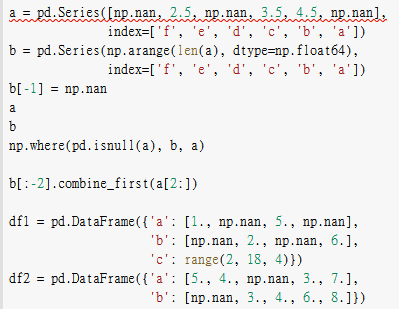 a = pd.Series([np.nan, 2.5, np.nan, 3.5, 4.5, np.nan],
index=['f', 'e', 'd', 'c', 'b', 'a'])
b = pd.Series(np.arange(len(a), dtype=np.float64),
index=['f', 'e', 'd', 'c', 'b', 'a'])
b[-1] = np.nan
a
b
np.where(pd.isnull(a), b, a)
b[:-2].combine_first(a[2:])
df1 = pd.DataFrame({'a': [1., np.nan, 5., np.nan],
'b': [np.nan, 2., np.nan, 6.],
'c': range(2, 18, 4)})
df2 = pd.DataFrame({'a': [5., 4., np.nan, 3., 7.],
'b': [np.nan, 3., 4., 6., 8.]})